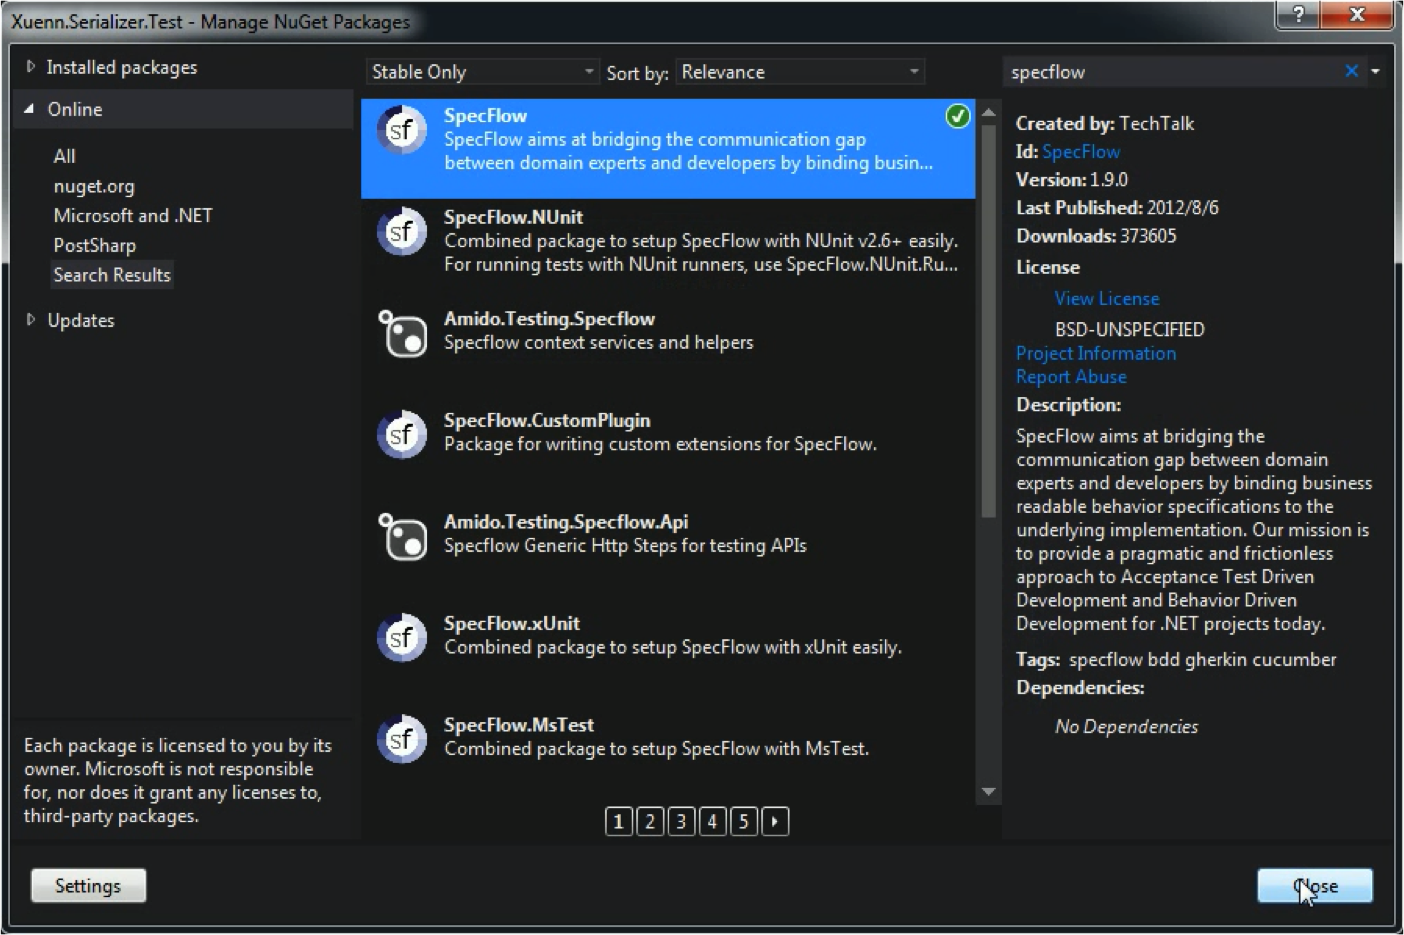 Xuenn.Serializer.Test - Manage NuGet Packages
?
X
Installed packages
Online
All
nuget.org
Microsoft and .NET
PostSharp
Search Results
Updates
Each package is licensed to you by its
owner. Microsoft is not responsible
for, nor does it grant any licenses to,
third-party packages.
Stable Only
Sort by: Relevance
sf
SpecFlow
SpecFlow aims at bridging the communication gap
between domain experts and developers by binding busin...
sf
SpecFlow.NUnit
Combined package to setup SpecFlow with NUnit v2.6+ easily.
For running tests with NUnit runners, use SpecFlow.NUnit.Ru...
Amido.Testing.Specflow
Specflow context services and helpers
sf
SpecFlow.CustomPlugin
Package for writing custom extensions for SpecFlow.
Amido.Testing.Specflow.Api
Specflow Generic Http Steps for testing APIs
sf
SpecFlow.xUnit
Combined package to setup SpecFlow with xUnit easily.
sf
SpecFlow.MsTest
Combined package to setup SpecFlow with MsTest.
1 2 3 4 5
specflow
Created by: TechTalk
Id: SpecFlow
Version: 1.9.0
Last Published: 2012/8/6
Downloads: 373605
License
View License
BSD-UNSPECIFIED
Project Information
Report Abuse
Description:
SpecFlow aims at bridging the
communication gap between domain
experts and developers by binding business
readable behavior specifications to the
underlying implementation. Our mission is
to provide a pragmatic and frictionless
approach to Acceptance Test Driven
Development and Behavior Driven
Development for .NET projects today.
Tags: specflow bdd gherkin cucumber
Dependencies:
No Dependencies
Settings
Close